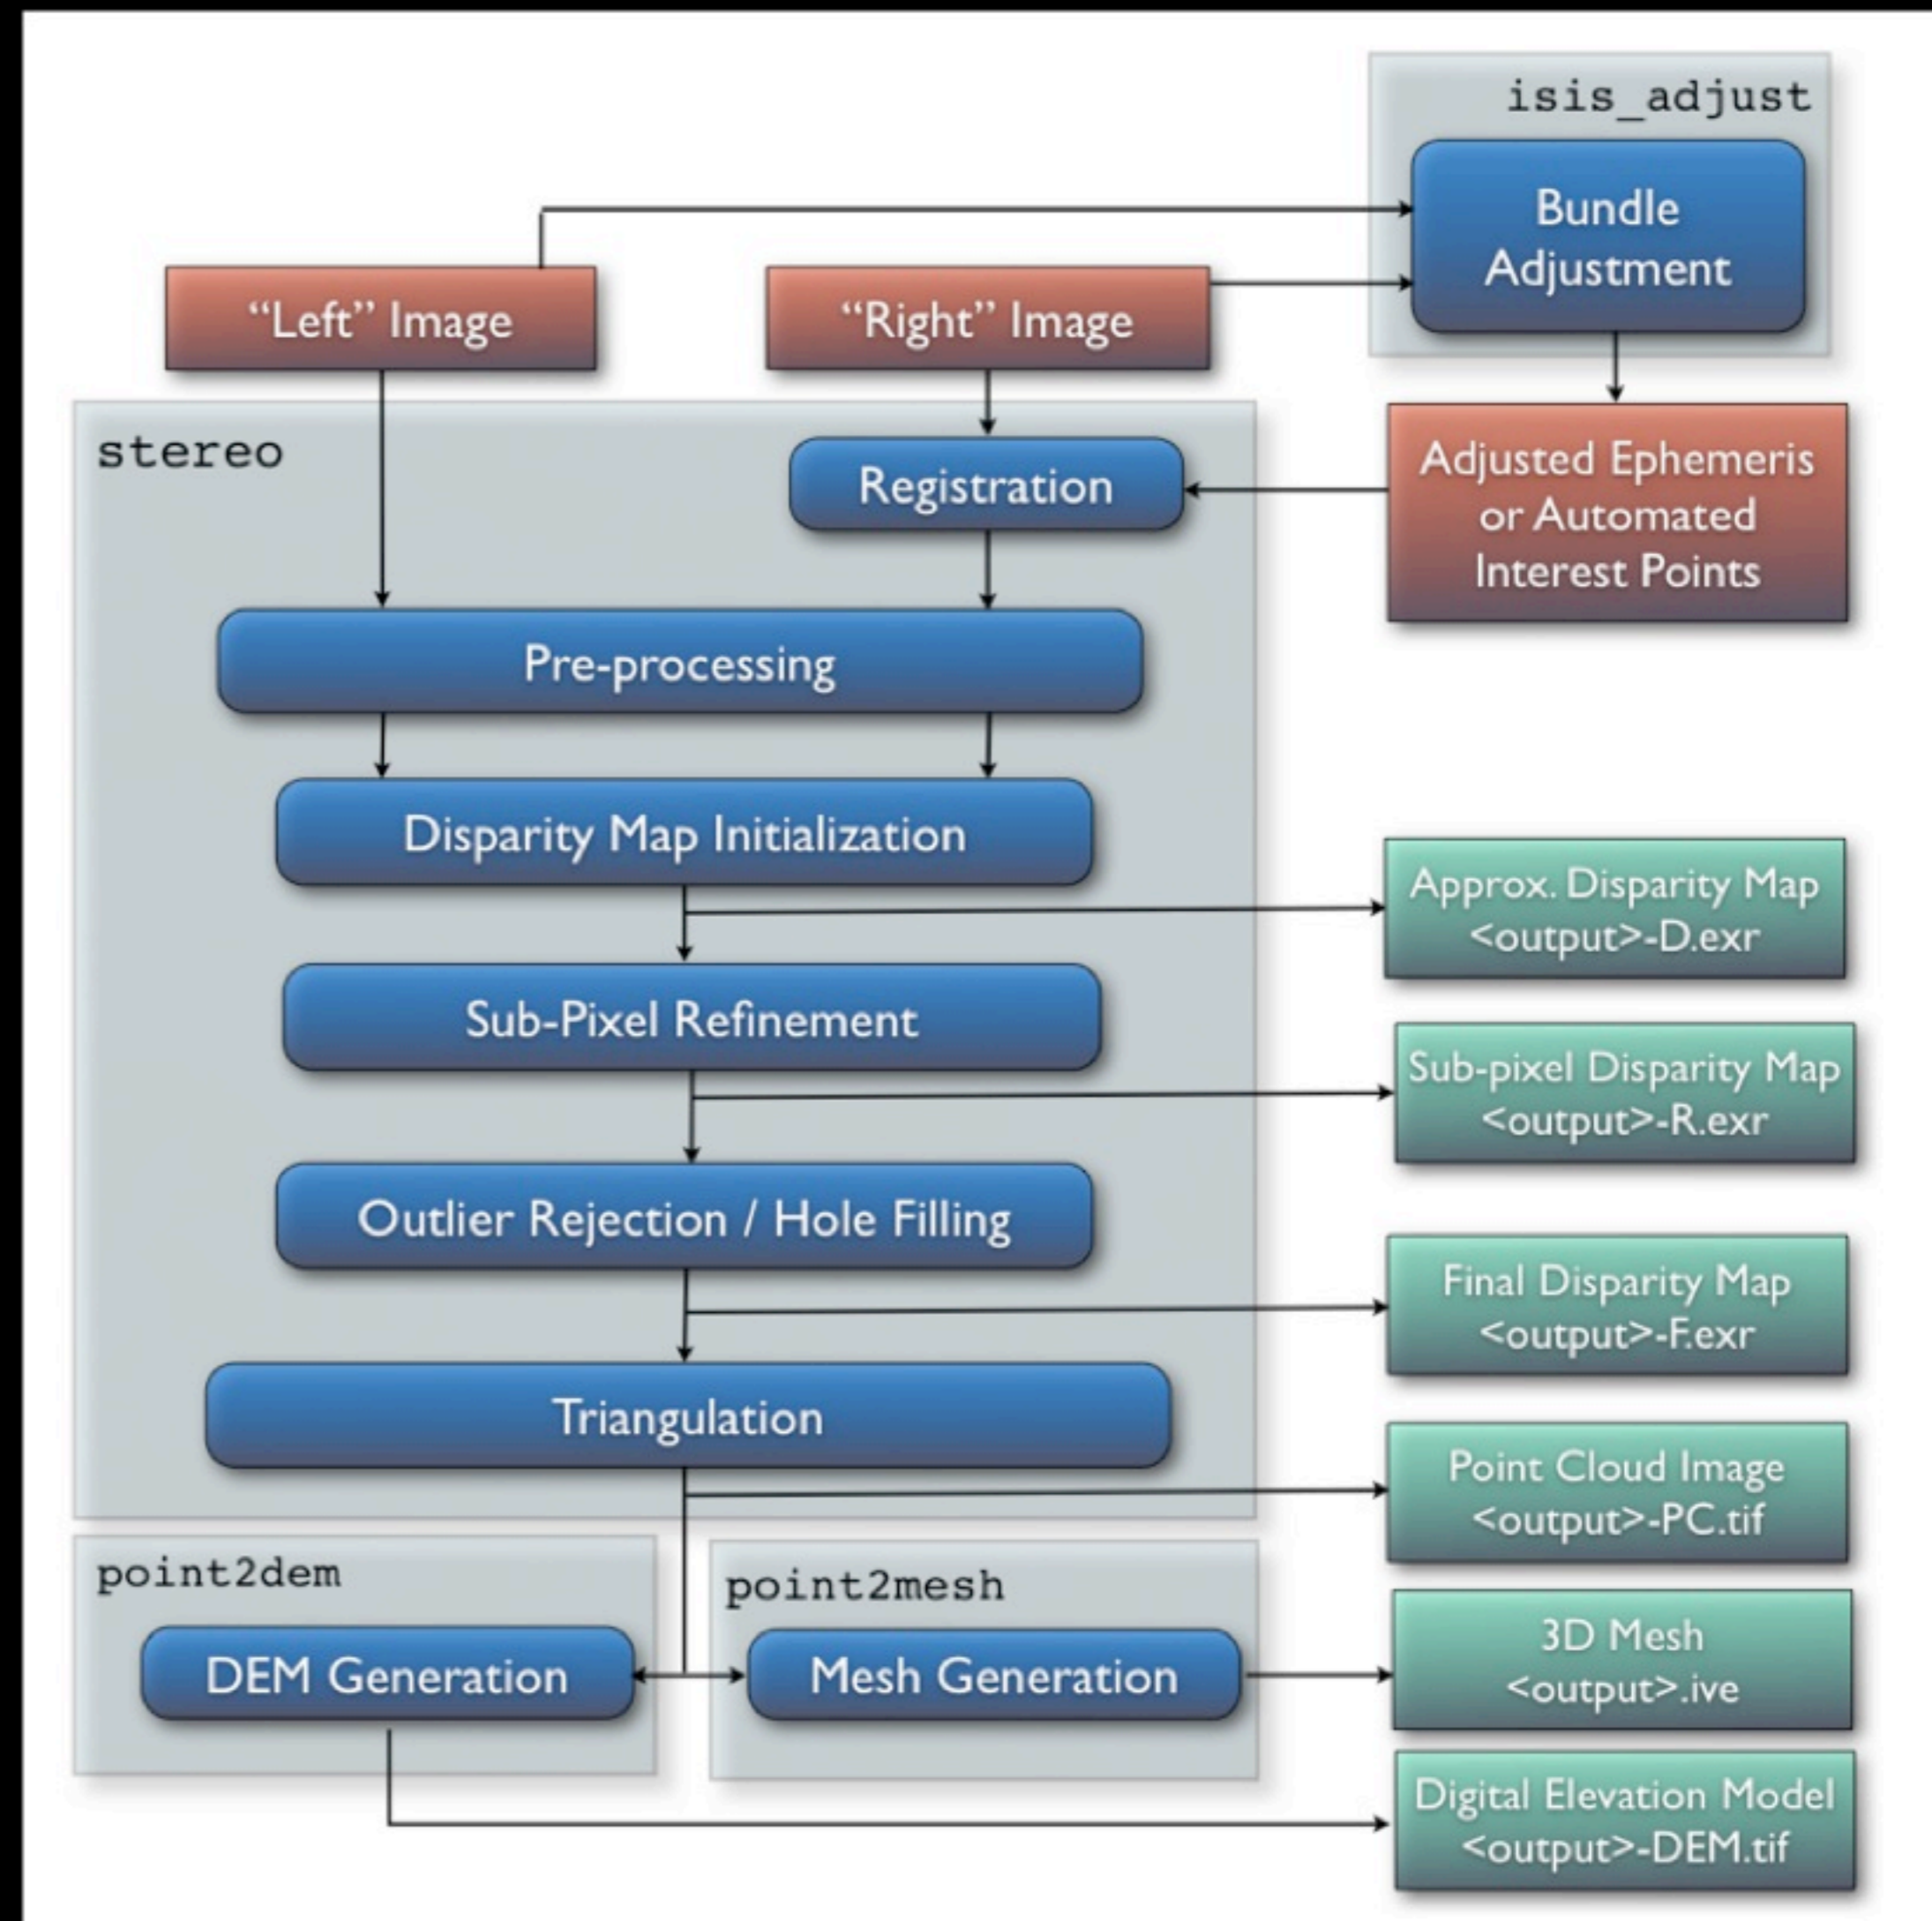 isis_adjust
Bundle
Adjustment
“Left” Image
“Right” Image
stereo
Registration
Adjusted Ephemeris
or Automated
Interest Points
Pre-processing
Disparity Map Initialization
Approx. Disparity Map
<output>-D.exr
Sub-Pixel Refinement
Sub-pixel Disparity Map
<output>-R.exr
Outlier Rejection / Hole Filling
Final Disparity Map
<output>-F.exr
Triangulation
Point Cloud Image
<output>-PC.tif
point2dem
point2mesh
DEM Generation
Mesh Generation
3D Mesh
<output>.ive
Digital Elevation Model
<output>-DEM.tif